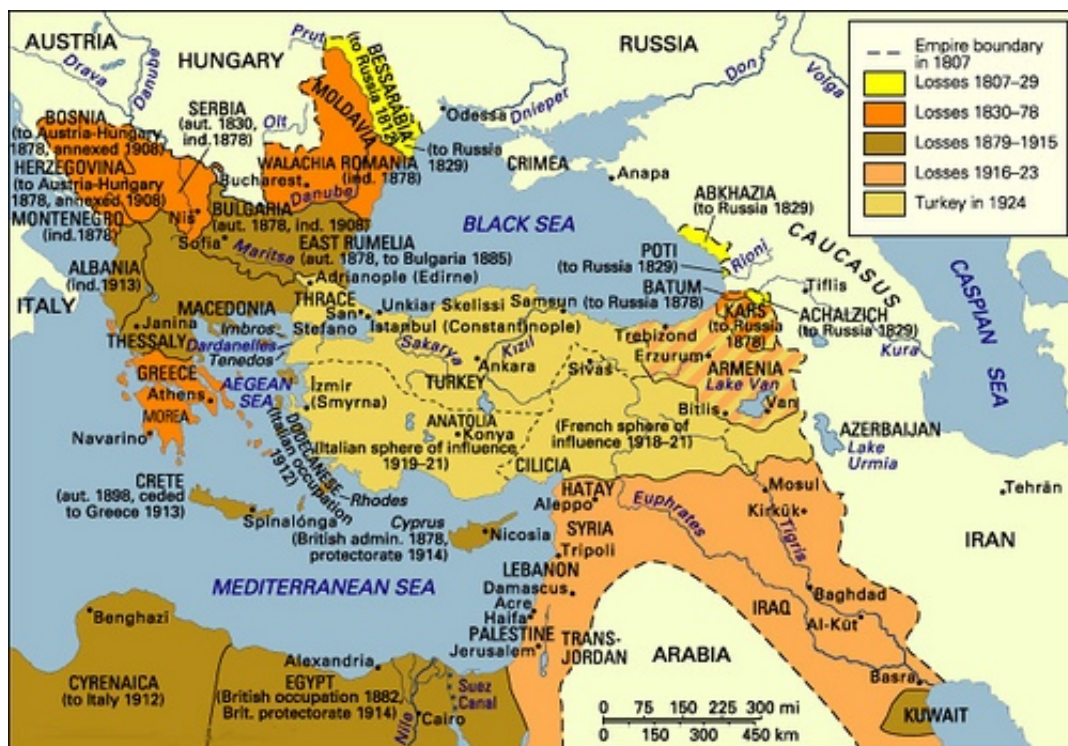 AUSTRIA
Drava
Danube
HUNGARY
Prut
BESSARABIA
(to Russia 1812)
MOLDAVIA
RUSSIA
Don
Volga
Dnieper
Odessa
(to Russia
1829)
CRIMEA
Anapa
Empire boundary
in 1807
Losses 1807–29
Losses 1830–78
Losses 1879–1915
Losses 1916–23
Turkey in 1924
BOSNIA
(to Austria-Hungary
1878, annexed 1908)
HERZEGOVINA
(to Austria-Hungary
1878, annexed 1908)
MONTENEGRO
(ind.1878)
SERBIA
(aut. 1830,
ind.1878)
Olt
WALACHIA
Bucharest
Danube
ROMANIA
(ind. 1878)
Nis
BULGARIA
(aut. 1878, ind. 1908)
Sofia
Maritsa
EAST RUMELIA
(aut. 1878, to Bulgaria 1885)
Adrianople (Edirne)
BLACK SEA
ABKHAZIA
(to Russia 1829)
POTI
(to Russia 1829)
Rioni
BATUM
(to Russia 1878)
CAUCASUS
Tiflis
KARS
(to Russia
1878)
ACHALZICH
(to Russia 1829)
Kura
CASPIAN
SEA
ITALY
ALBANIA
(ind.1913)
MACEDONIA
Janina
THESSALY
Imbros
Dardanelles
Tenedos
THRACE
San
Stefano
Unkiar Skelissi
Istanbul (Constantinople)
Samsun
Trebizond
Erzurum
ARMENIA
Lake Van
Van
Bitlis
Sakarya
Kızıl
Ankara
Sivas
TURKEY
GREECE
Athens
MOREA
Navarino
AEGEAN
SEA
İzmir
(Smyrna)
ANATOLIA
Konya
(Italian sphere of influence
1919–21)
(French sphere of
influence 1918–21)
CILICIA
DODECANESE
(Italian occupation
1912)
Rhodes
AZERBAIJAN
Lake
Urmia
Tehrān
IRAN
CRETE
(aut. 1898, ceded
to Greece 1913)
Spinalónga
Cyprus
(British admin. 1878,
protectorate 1914)
Nicosia
HATAY
Aleppo
SYRIA
Euphrates
Mosul
Kirkūk
Tigris
Tripoli
LEBANON
Damascus
Acre
Haifa
PALESTINE
Jerusalem
TRANS-
JORDAN
IRAQ
Baghdad
Al-Kūt
Basra
KUWAIT
ARABIA
MEDITERRANEAN SEA
Benghazi
CYRENAICA
(to Italy 1912)
Alexandria
EGYPT
(British occupation 1882,
Brit. protectorate 1914)
Nile
Cairo
Suez
Canal
0 75 150 225 300 mi
0 150 300 450 km